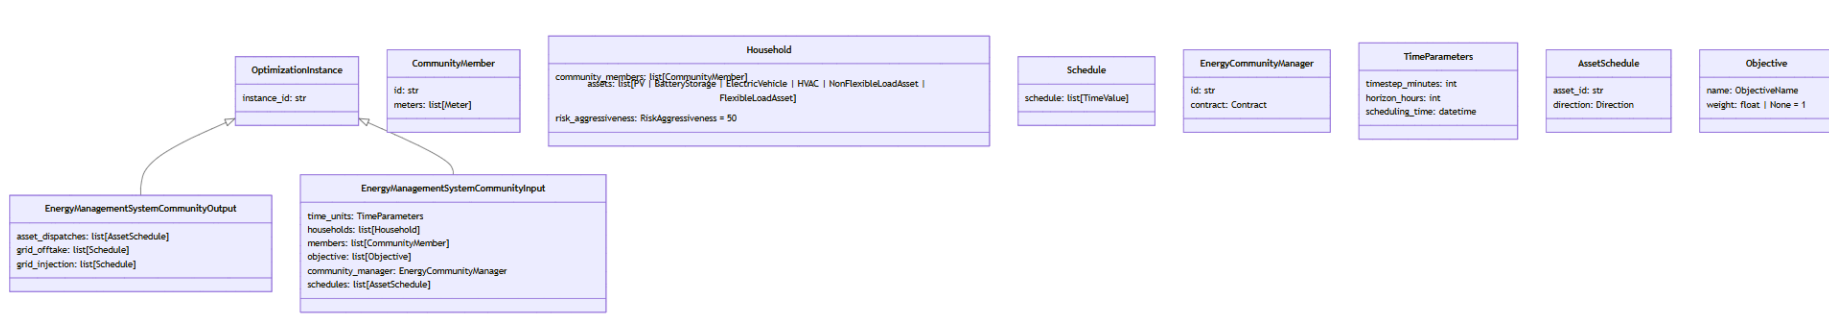 OptimizationInstance
instance_id: str
CommunityMember
id: str
meters: list[Meter]
Household
community_members: list[CommunityMember]
assets: list[PV | BatteryStorage | ElectricVehicle | HVAC | NonFlexibleLoadAsset |
FlexibleLoadAsset]
risk_aggressiveness: RiskAggressiveness = 50
Schedule
schedule: list[TimeValue]
EnergyCommunityManager
id: str
contract: Contract
TimeParameters
timestep_minutes: int
horizon_hours: int
scheduling_time: datetime
AssetSchedule
asset_id: str
direction: Direction
Objective
name: ObjectiveName
weight: float | None = 1
EnergyManagementSystemCommunityOutput
asset_dispatches: list[AssetSchedule]
grid_offtake: list[Schedule]
grid_injection: list[Schedule]
EnergyManagementSystemCommunityInput
time_units: TimeParameters
households: list[Household]
members: list[CommunityMember]
objective: list[Objective]
community_manager: EnergyCommunityManager
schedules: list[AssetSchedule]